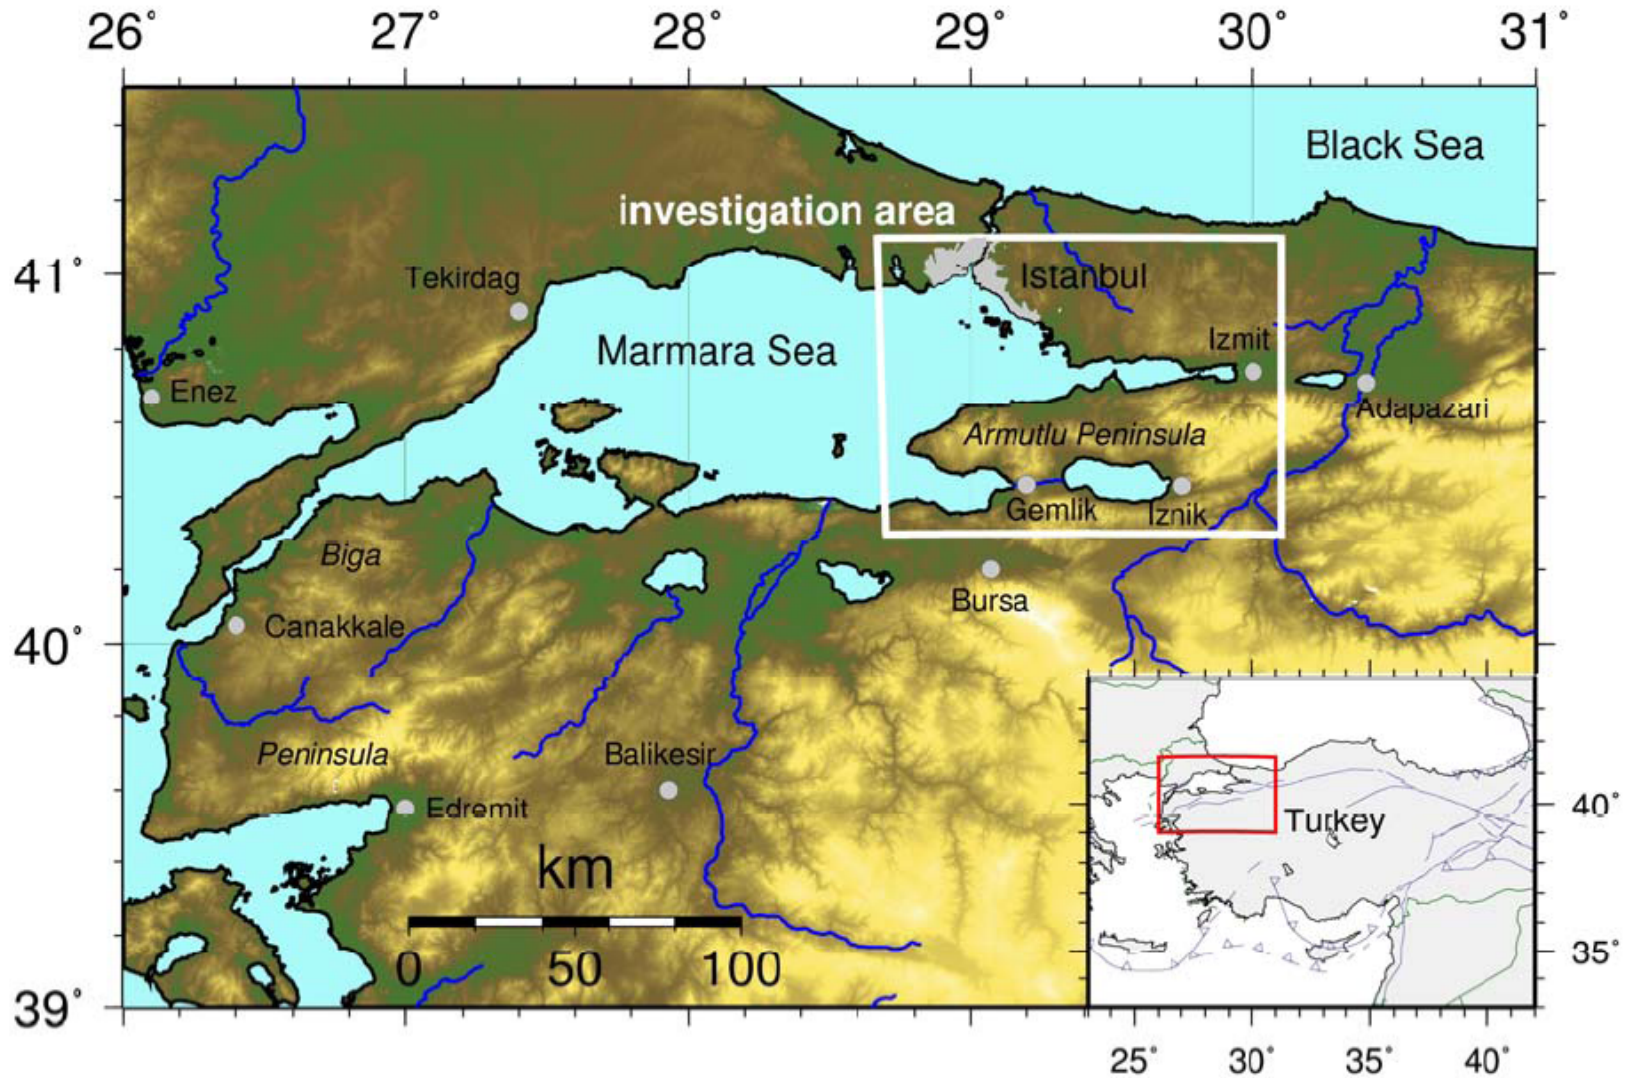 26° 27° 28° 29° 30° 31°
Black Sea
investigation area
41°
Tekirdag
Istanbul
Marmara Sea
Izmit
Enez
Adapazari
Armutlu Peninsula
Gemlik
Iznik
Biga
Bursa
Canakkale
40°
Peninsula
Balikesir
Edremit
40°
Turkey
km
0 50 100
35°
39°
25° 30° 35° 40°